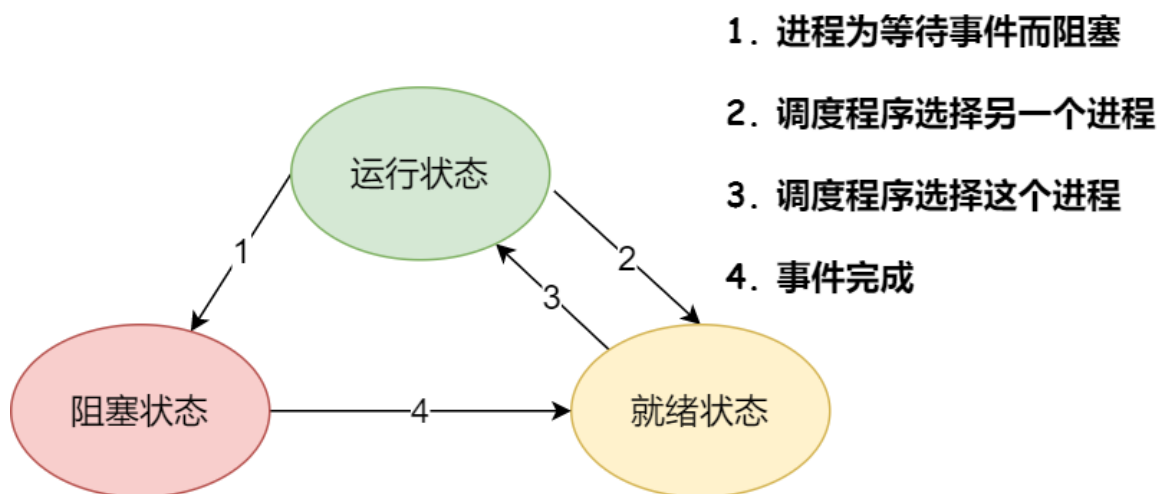 1. 进程为等待事件而阻塞
2. 调度程序选择另一个进程
3. 调度程序选择这个进程
4. 事件完成
运行状态
1
2
3
阻塞状态
4
就绪状态